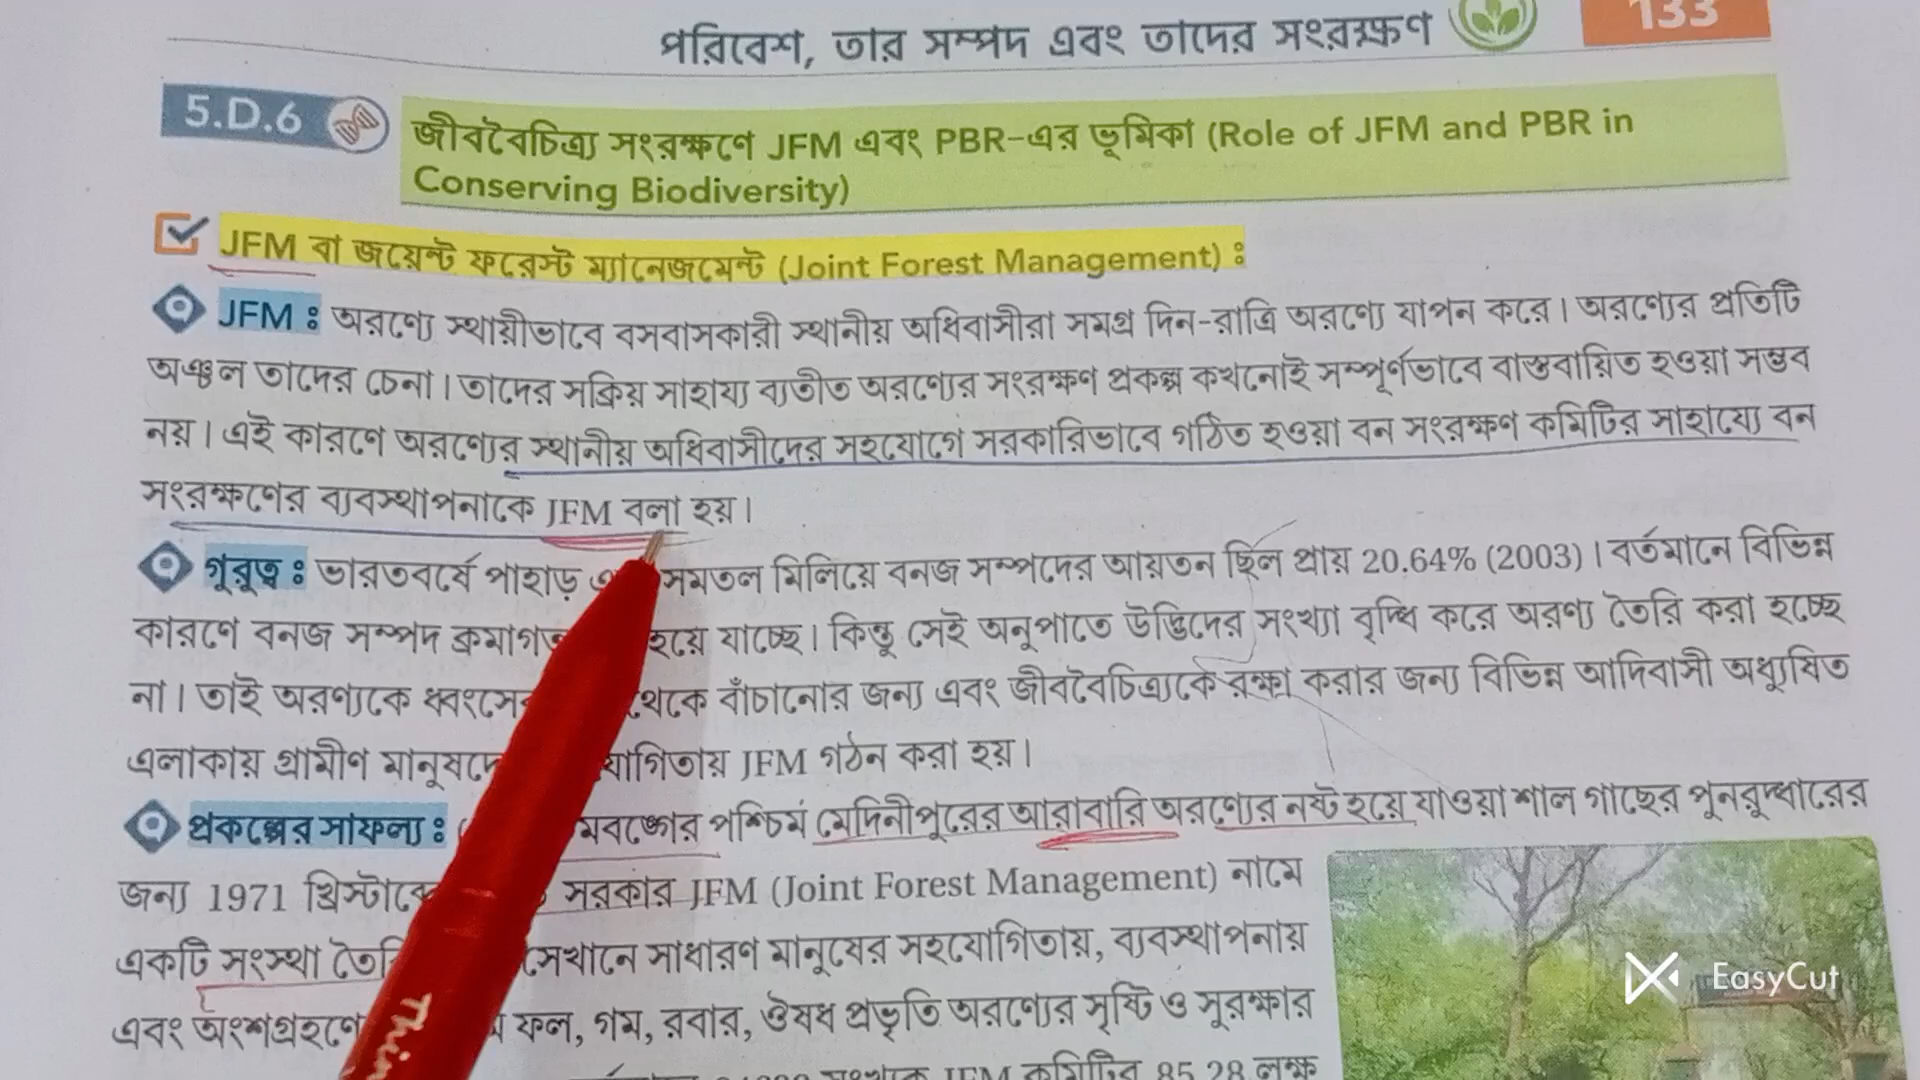 পরিবেশ, তার সম্পদ এবং তাদের সংরক্ষণ
133
5.D.6
জীববৈচিত্র্য সংরক্ষণে JFM এবং PBR-এর ভূমিকা (Role of JFM and PBR in
Conserving Biodiversity)
JFM বা জয়েন্ট ফরেস্ট ম্যানেজমেন্ট (Joint Forest Management) :
JFM : অরণ্যে স্থায়ীভাবে বসবাসকারী স্থানীয় অধিবাসীরা সমগ্র দিন-রাত্রি অরণ্যে যাপন করে। অরণ্যের প্রতিটি
অঞ্চল তাদের চেনা। তাদের সক্রিয় সাহায্য ব্যতীত অরণ্যের সংরক্ষণ প্রকল্প কখনোই সম্পূর্ণভাবে বাস্তবায়িত হওয়া সম্ভব
নয়। এই কারণে অরণ্যের স্থানীয় অধিবাসীদের সহযোগে সরকারিভাবে গঠিত হওয়া বন সংরক্ষণ কমিটির সাহায্যে বন
সংরক্ষণের ব্যবস্থাপনাকে JFM বলা হয়।
গুরুত্ব : ভারতবর্ষে পাহাড় সমতল মিলিয়ে বনজ সম্পদের আয়তন ছিল প্রায় 20.64% (2003)। বর্তমানে বিভিন্ন
কারণে বনজ সম্পদ হয়ে যাচ্ছে। কিন্তু সেই অনুপাতে উদ্ভিদের সংখ্যা বৃদ্ধি করে অরণ্য তৈরি করা হচ্ছে
না। তাই অরণ্যকে থেকে বাঁচানোর জন্য এবং জীববৈচিত্র্যকে রক্ষা করার জন্য বিভিন্ন আদিবাসী অধ্যুষিত
এলাকায় গ্রামীণ JFM গঠন করা হয়।
প্রকল্পের সাফল্য : পশ্চিম মেদিনীপুরের আরাবারি অরণ্যের নষ্ট হয়ে যাওয়া শাল গাছের পুনরুদ্ধারের
জন্য 1971 সরকার JFM (Joint Forest Management) নামে
একটি সংস্থা সেখানে সাধারণ মানুষের সহযোগিতায়, ব্যবস্থাপনায়
এবং ফল, গম, রবার, ঔষধ প্রভৃতি অরণ্যের সৃষ্টি ও সুরক্ষার
JFM কমিটির 85.28 লক্ষ
EasyCut